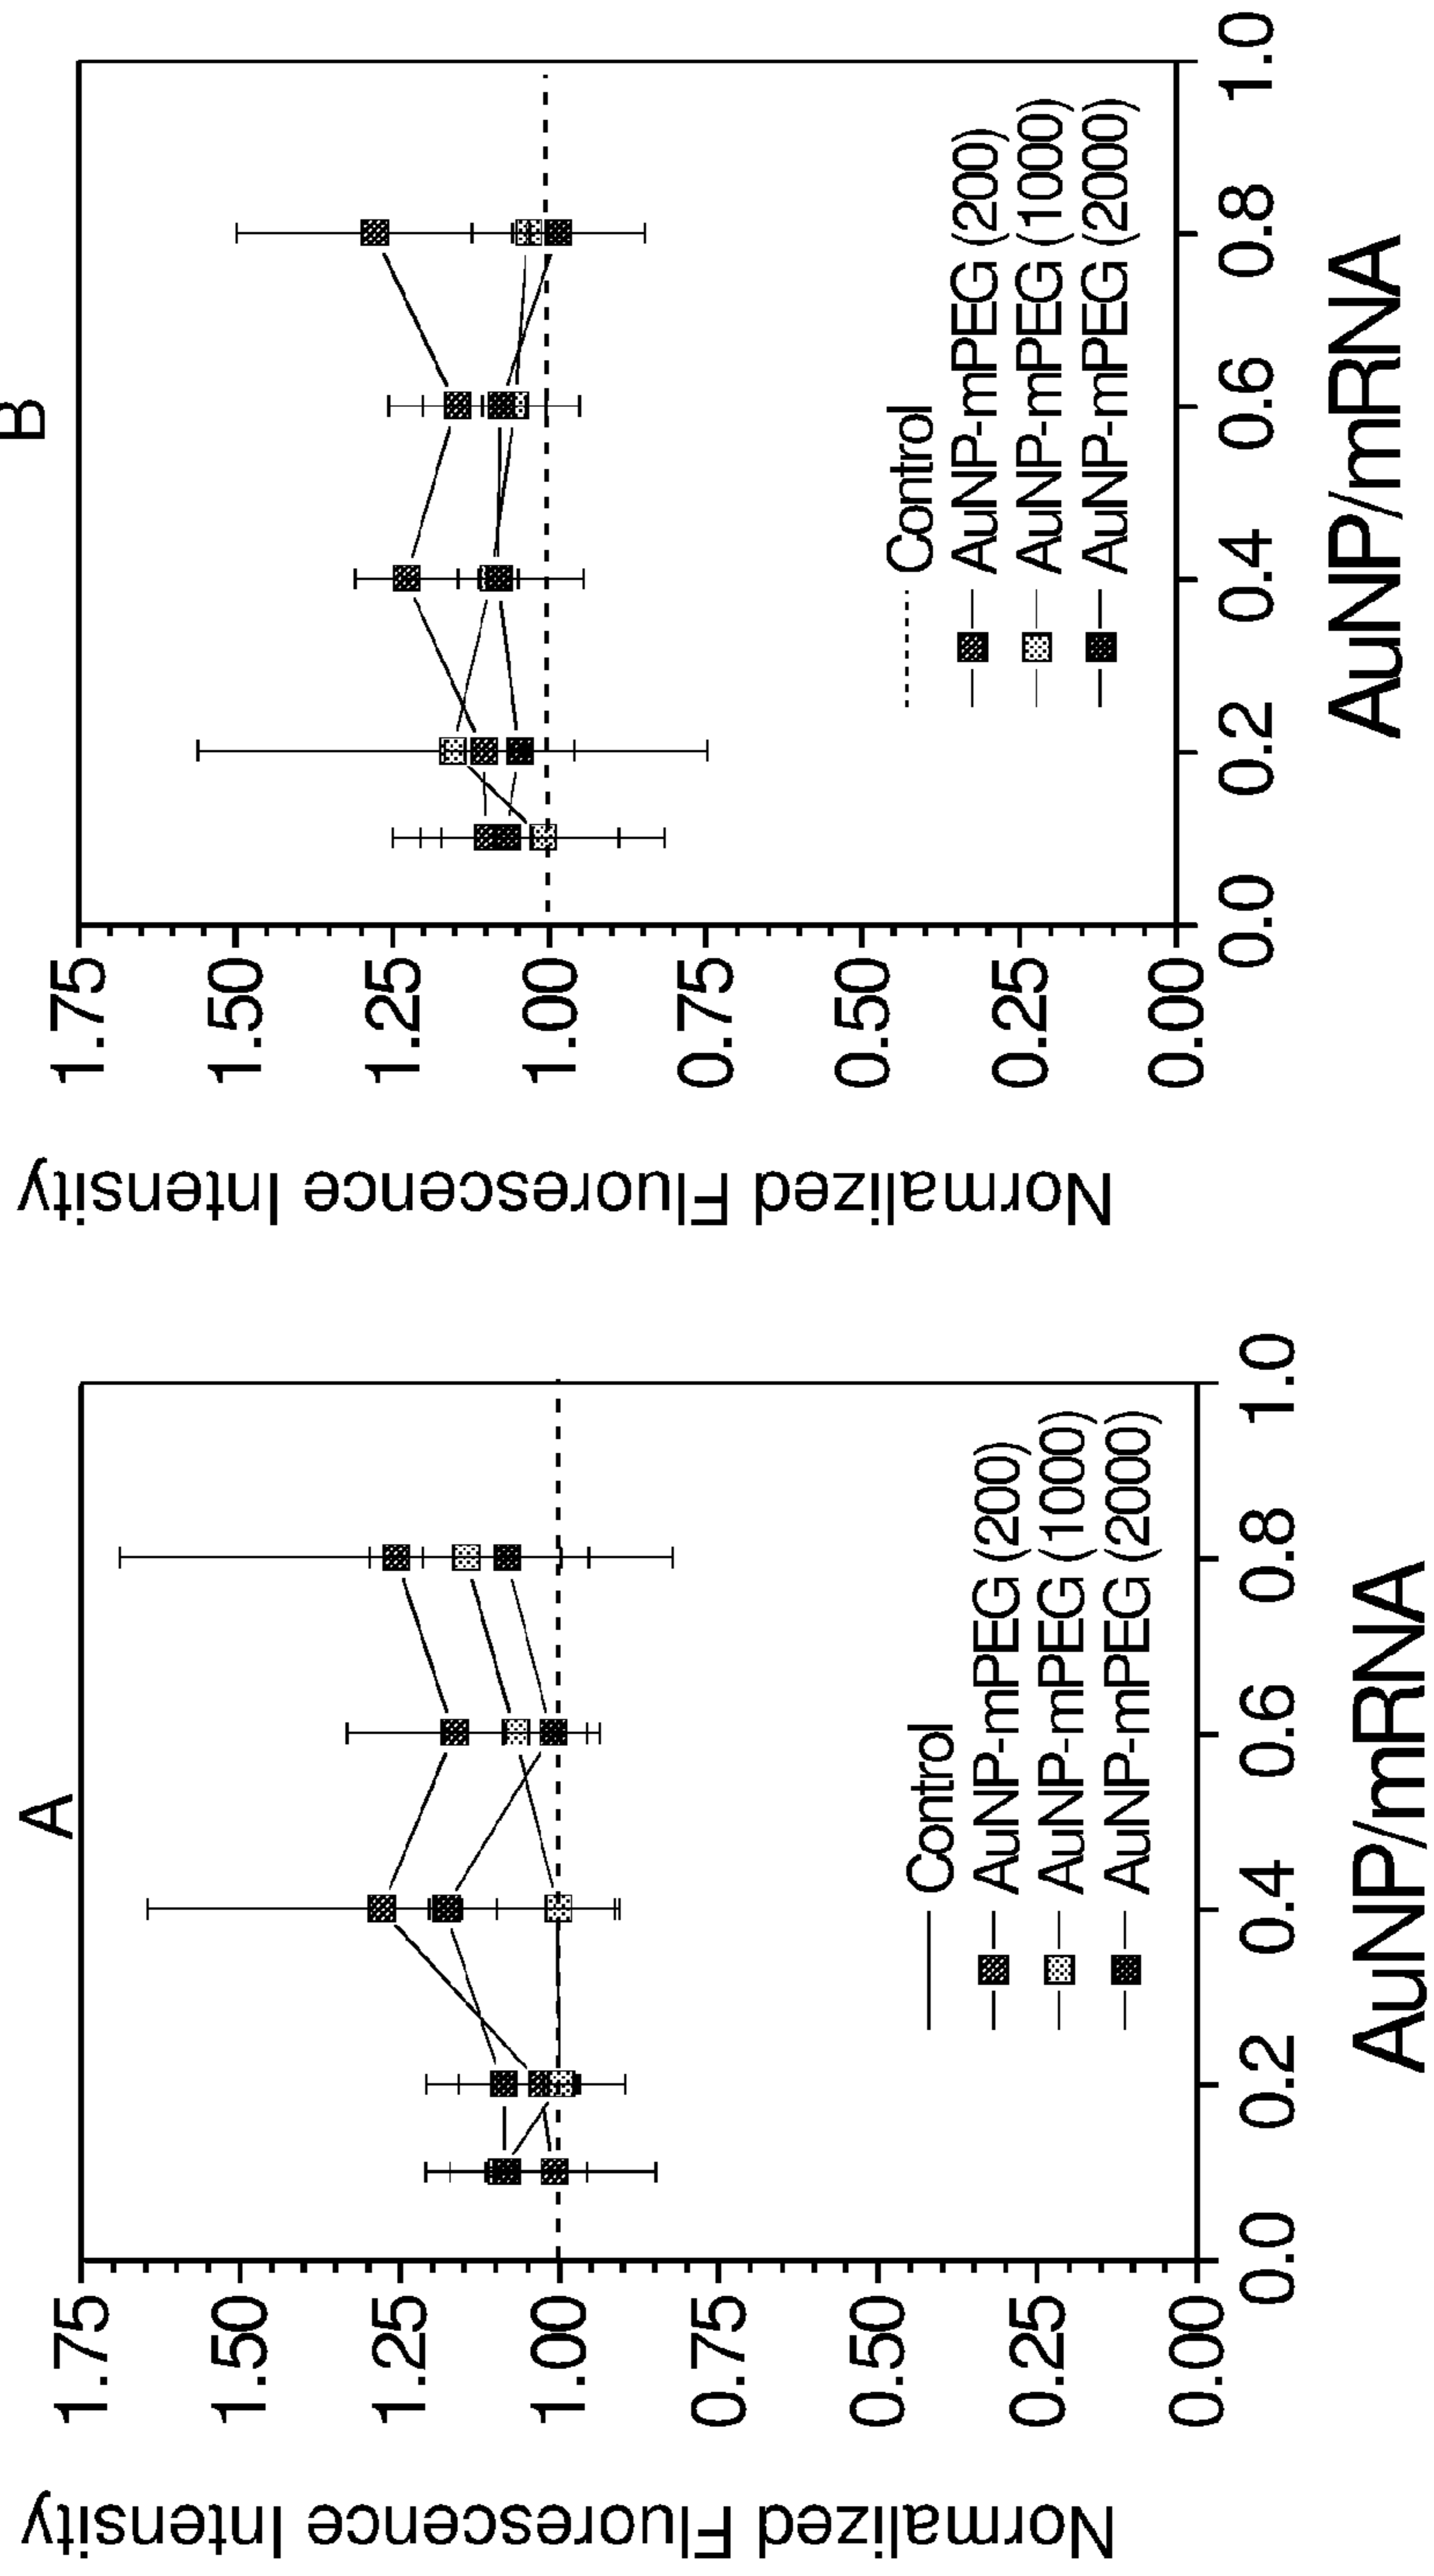 A
Normalized Fluorescence Intensity
1.75
1.50
1.25
1.00
0.75
0.50
0.25
0.00
Control
AuNP-mPEG (200)
AuNP-mPEG (1000)
AuNP-mPEG (2000)
0.0 0.2 0.4 0.6 0.8 1.0
AuNP/mRNA
B
Normalized Fluorescence Intensity
1.75
1.50
1.25
1.00
0.75
0.50
0.25
0.00
Control
AuNP-mPEG (200)
AuNP-mPEG (1000)
AuNP-mPEG (2000)
0.0 0.2 0.4 0.6 0.8 1.0
AuNP/mRNA